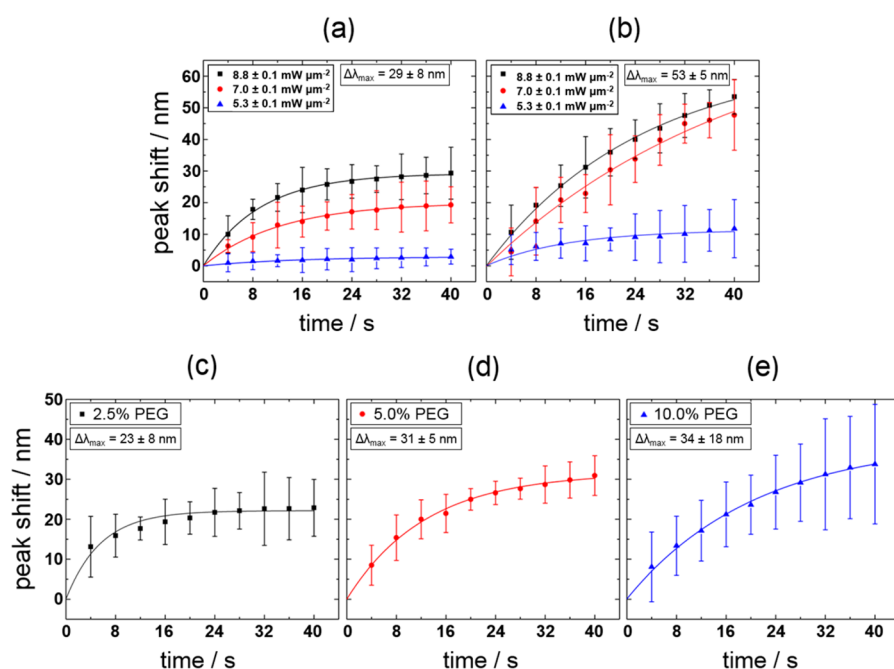 (a)
(b)
8.8 ± 0.1 mW µm⁻²
7.0 ± 0.1 mW µm⁻²
5.3 ± 0.1 mW µm⁻²
Δλmax = 29 ± 8 nm
8.8 ± 0.1 mW µm⁻²
7.0 ± 0.1 mW µm⁻²
5.3 ± 0.1 mW µm⁻²
Δλmax = 53 ± 5 nm
peak shift / nm
60
50
40
30
20
10
0
0 8 16 24 32 40
0 8 16 24 32 40
time / s
time / s
(c)
(d)
(e)
2.5% PEG
Δλmax = 23 ± 8 nm
5.0% PEG
Δλmax = 31 ± 5 nm
10.0% PEG
Δλmax = 34 ± 18 nm
peak shift / nm
50
40
30
20
10
0
0 8 16 24 32 40
0 8 16 24 32 40
0 8 16 24 32 40
time / s
time / s
time / s